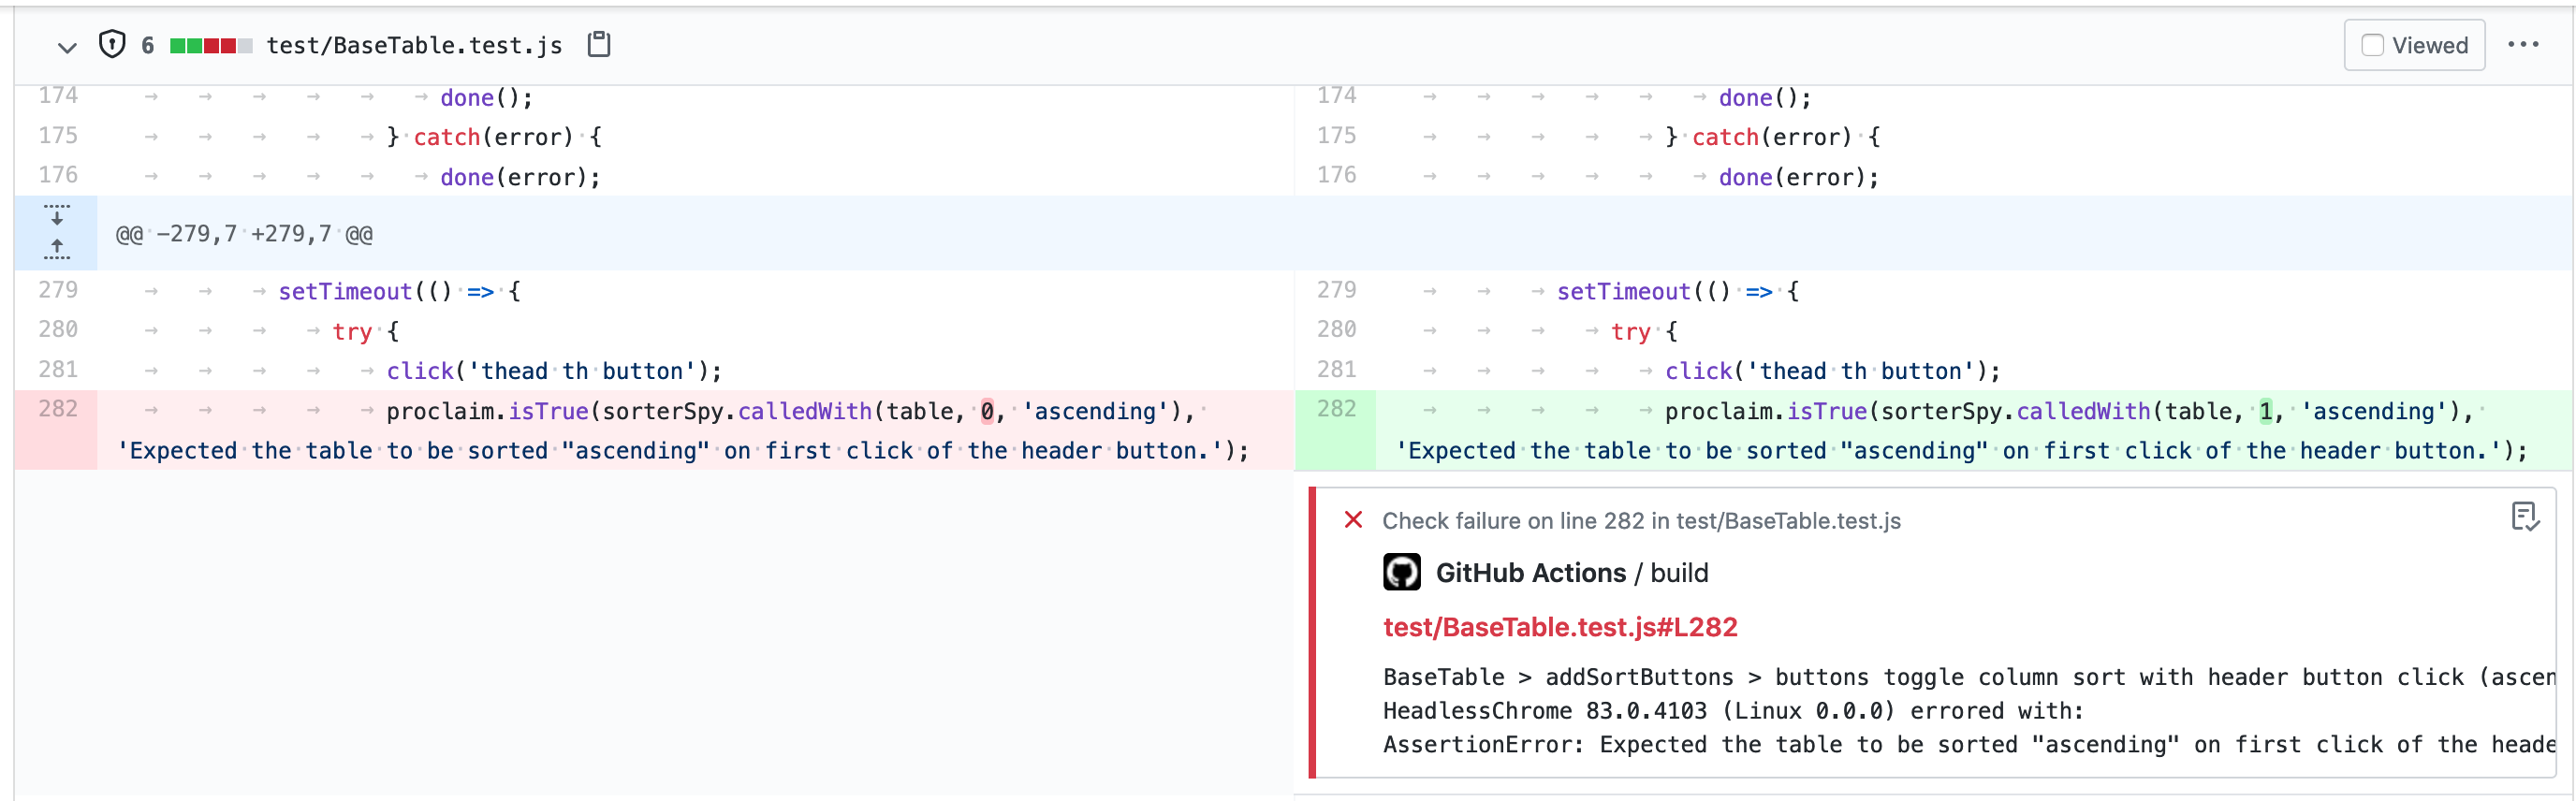 6 test/BaseTable.test.js Viewed
174 done(); 174 done();
175 } catch(error) { 175 } catch(error) {
176 done(error); 176 done(error);
@@ -279,7 +279,7 @@
279 setTimeout(() => { 279 setTimeout(() => {
280 try { 280 try {
281 click('thead th button'); 281 click('thead th button');
282 proclaim.isTrue(sorterSpy.calledWith(table, 0, 'ascending'), 282 proclaim.isTrue(sorterSpy.calledWith(table, 1, 'ascending'),
'Expected the table to be sorted "ascending" on first click of the header button.'); 'Expected the table to be sorted "ascending" on first click of the header button.');
Check failure on line 282 in test/BaseTable.test.js
GitHub Actions / build
test/BaseTable.test.js#L282
BaseTable > addSortButtons > buttons toggle column sort with header button click (ascen
HeadlessChrome 83.0.4103 (Linux 0.0.0) errored with:
AssertionError: Expected the table to be sorted "ascending" on first click of the heade